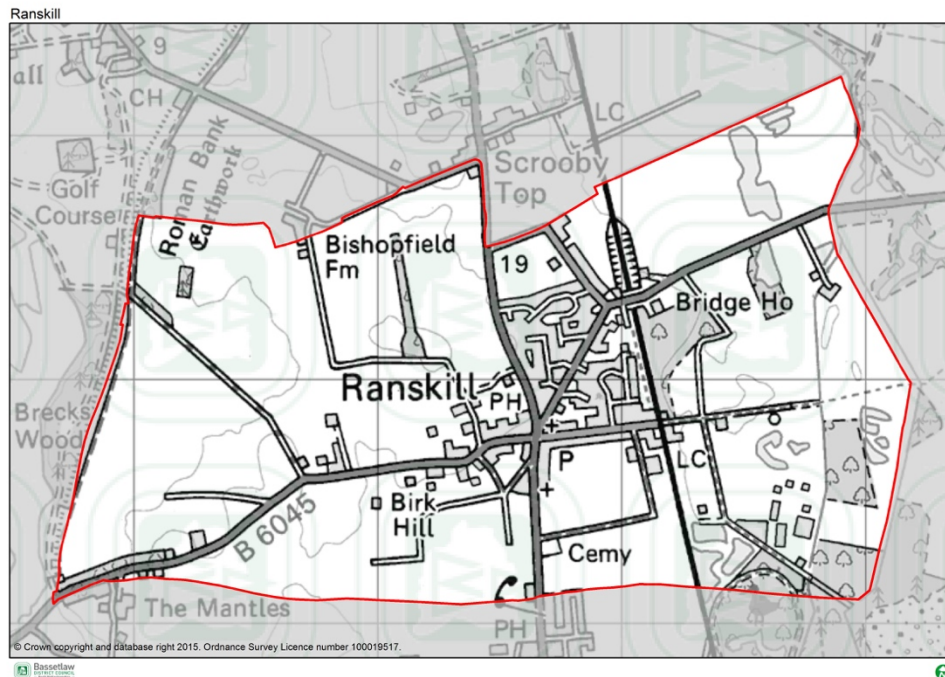 Ranskill
all
9
CH
Roman Bank
Earthwork
Golf
Course
LC
Scrooby
Top
Bishopfield
Fm
19
Bridge Ho
Ranskill
PH
Brecks
Wood
P
LC
Birk
Hill
B 6045
Cemy
The Mantles
PH
© Crown copyright and database right 2015. Ordnance Survey Licence number 100019517.
Bassetlaw
DISTRICT COUNCIL